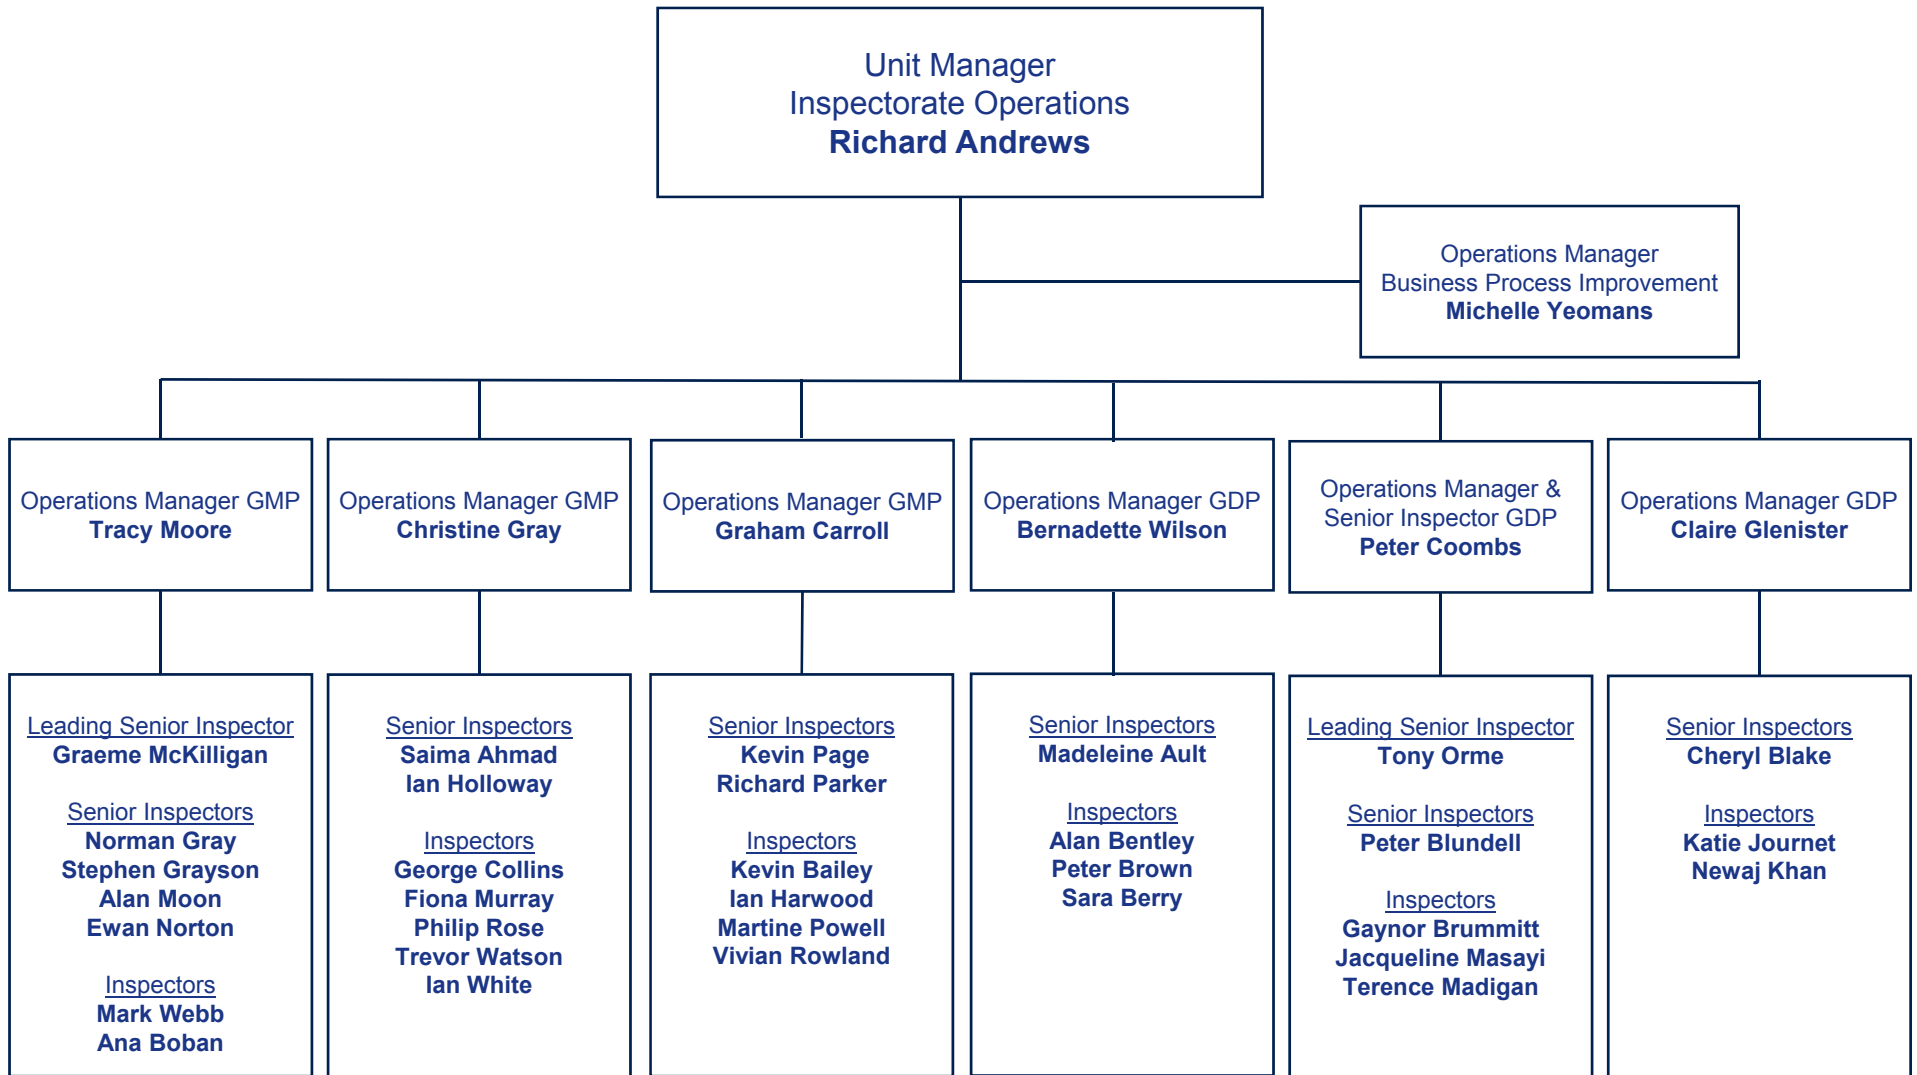 Unit Manager
Inspectorate Operations
Richard Andrews
Operations Manager
Business Process Improvement
Michelle Yeomans
Operations Manager GMP
Tracy Moore
Operations Manager GMP
Christine Gray
Operations Manager GMP
Graham Carroll
Operations Manager GDP
Bernadette Wilson
Operations Manager &
Senior Inspector GDP
Peter Coombs
Operations Manager GDP
Claire Glenister
Leading Senior Inspector
Graeme McKilligan
Senior Inspectors
Norman Gray
Stephen Grayson
Alan Moon
Ewan Norton
Inspectors
Mark Webb
Ana Boban
Senior Inspectors
Saima Ahmad
Ian Holloway
Inspectors
George Collins
Fiona Murray
Philip Rose
Trevor Watson
Ian White
Senior Inspectors
Kevin Page
Richard Parker
Inspectors
Kevin Bailey
Ian Harwood
Martine Powell
Vivian Rowland
Senior Inspectors
Madeleine Ault
Inspectors
Alan Bentley
Peter Brown
Sara Berry
Leading Senior Inspector
Tony Orme
Senior Inspectors
Peter Blundell
Inspectors
Gaynor Brummitt
Jacqueline Masayi
Terence Madigan
Senior Inspectors
Cheryl Blake
Inspectors
Katie Journet
Newaj Khan